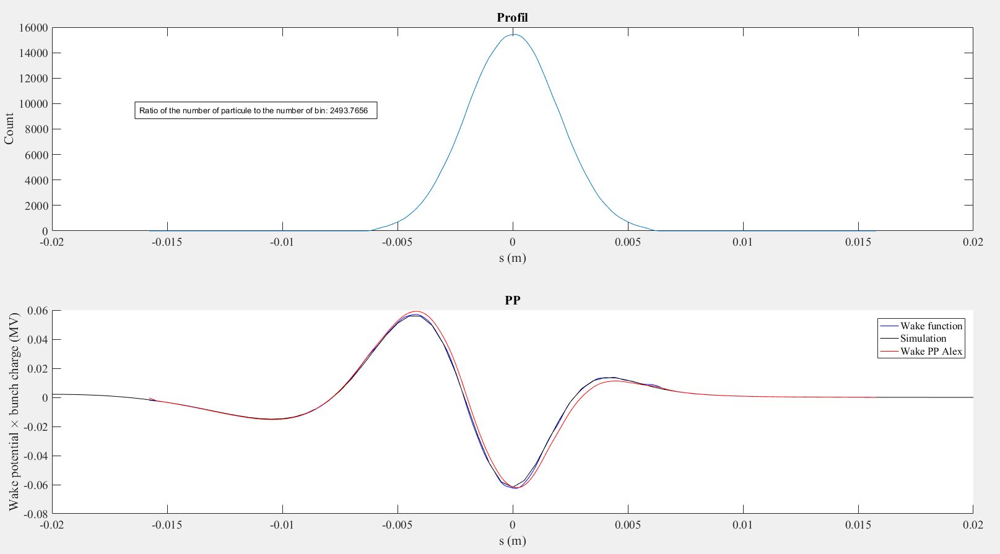 Profil
16000
14000
12000
10000
8000
6000
4000
2000
0
Count
Ratio of the number of particule to the number of bin: 2493.7656
-0.02 -0.015 -0.01 -0.005 0 0.005 0.01 0.015 0.02
s (m)
PP
0.06
0.04
0.02
0
-0.02
-0.04
-0.06
-0.08
Wake potential × bunch charge (MV)
Wake function
Simulation
Wake PP Alex
-0.02 -0.015 -0.01 -0.005 0 0.005 0.01 0.015 0.02
s (m)